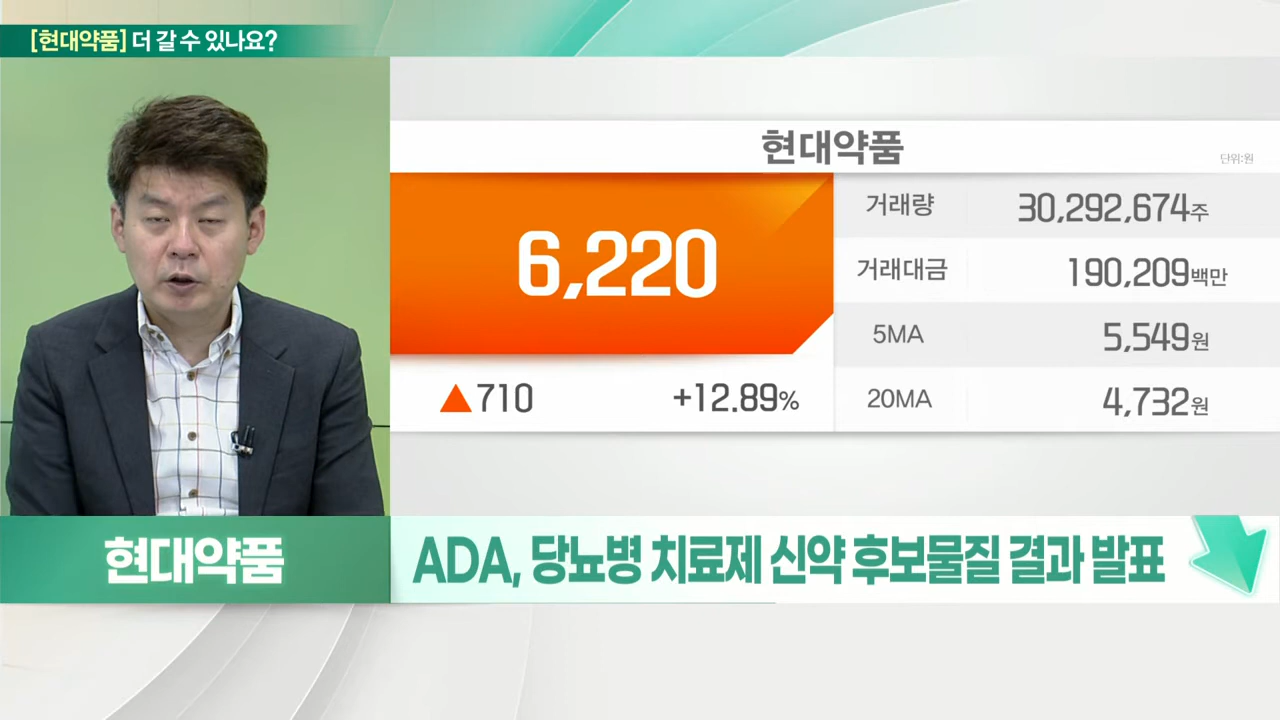 [현대약품] 더 갈 수 있나요?
현대약품
단위:원
6,220
▲710 +12.89%
거래량 30,292,674주
거래대금 190,209백만
5MA 5,549원
20MA 4,732원
현대약품
ADA, 당뇨병 치료제 신약 후보물질 결과 발표